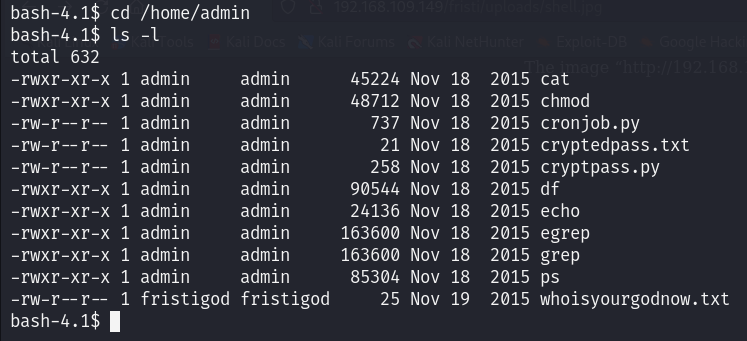 bash-4.1$ cd /home/admin
bash-4.1$ ls -l
total 632
-rwxr-xr-x 1 admin     admin      45224 Nov 18  2015 cat
-rwxr-xr-x 1 admin     admin      48712 Nov 18  2015 chmod
-rw-r--r-- 1 admin     admin        737 Nov 18  2015 cronjob.py
-rw-r--r-- 1 admin     admin         21 Nov 18  2015 cryptedpass.txt
-rw-r--r-- 1 admin     admin        258 Nov 18  2015 cryptpass.py
-rwxr-xr-x 1 admin     admin      90544 Nov 18  2015 df
-rwxr-xr-x 1 admin     admin      24136 Nov 18  2015 echo
-rwxr-xr-x 1 admin     admin     163600 Nov 18  2015 egrep
-rwxr-xr-x 1 admin     admin     163600 Nov 18  2015 grep
-rwxr-xr-x 1 admin     admin      85304 Nov 18  2015 ps
-rw-r--r-- 1 fristigod fristigod     25 Nov 19  2015 whoisyourgodnow.txt
bash-4.1$